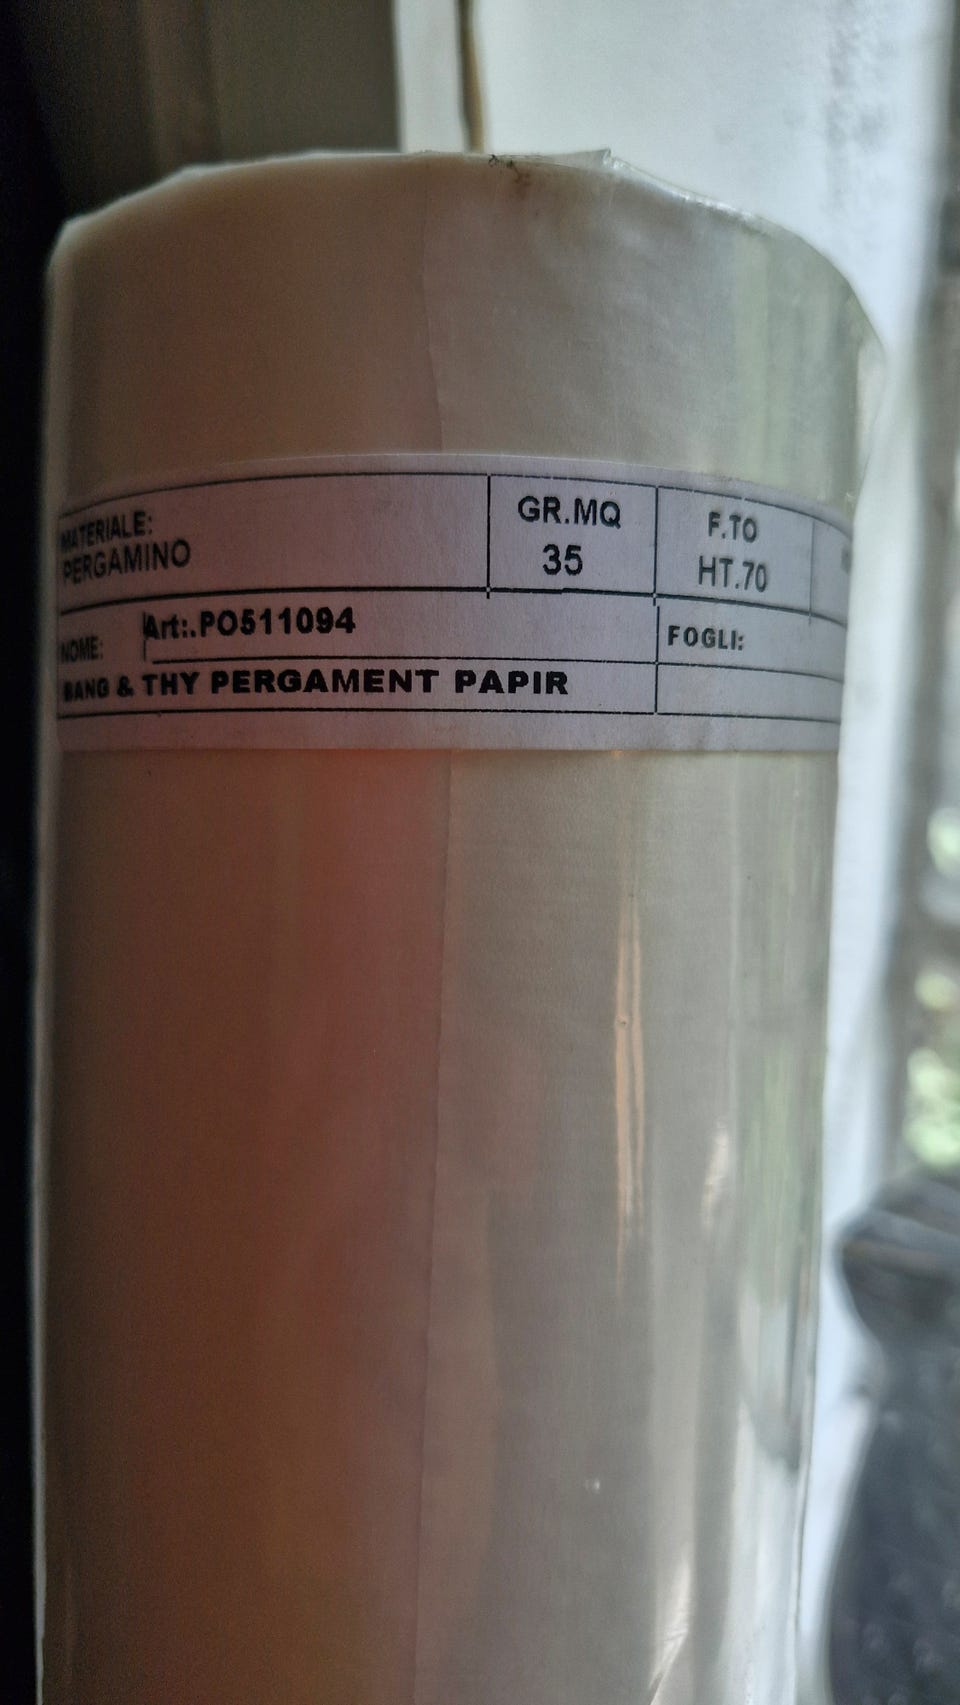 MATERIALE:
PERGAMINO
GR.MQ
35
F.TO
HT.70
NOME: Art:.PO511094
FOGLI:
BANG & THY PERGAMENT PAPIR